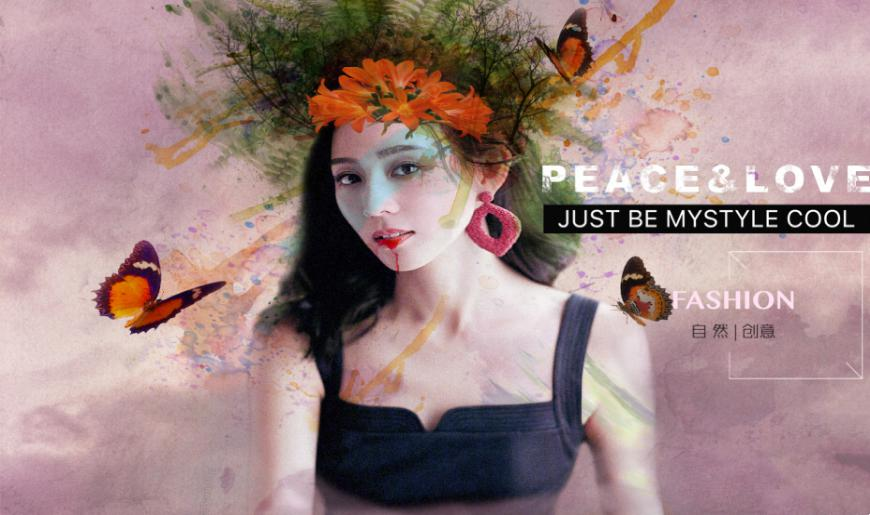 PEACE&LOVE
JUST BE MYSTYLE COOL
FASHION
自然|创意